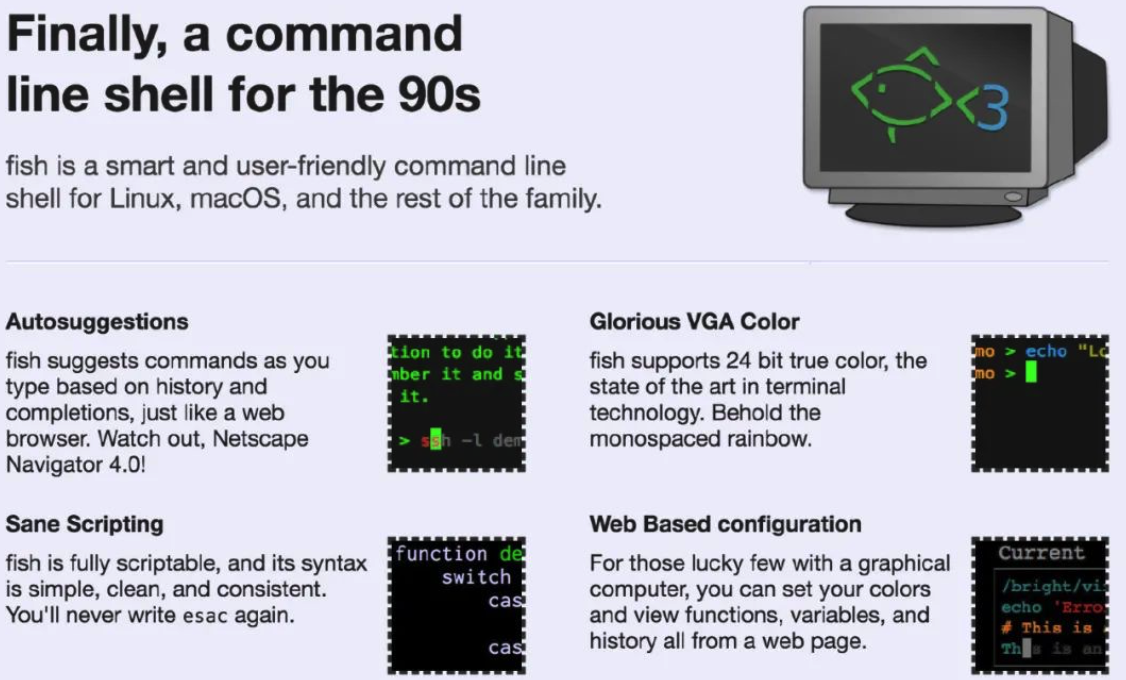 Finally, a command
line shell for the 90s
fish is a smart and user-friendly command line
shell for Linux, macOS, and the rest of the family.
<3
Autosuggestions
fish suggests commands as you
type based on history and
completions, just like a web
browser. Watch out, Netscape
Navigator 4.0!
tion to do it
mber it and s
it.
> ssh -l dem
Glorious VGA Color
fish supports 24 bit true color, the
state of the art in terminal
technology. Behold the
monospaced rainbow.
mo > echo "Lo
mo >
Sane Scripting
fish is fully scriptable, and its syntax
is simple, clean, and consistent.
You'll never write esac again.
function de
switch
cas
cas
Web Based configuration
For those lucky few with a graphical
computer, you can set your colors
and view functions, variables, and
history all from a web page.
Current
/bright/vi
echo 'Erro
# This is
This is an